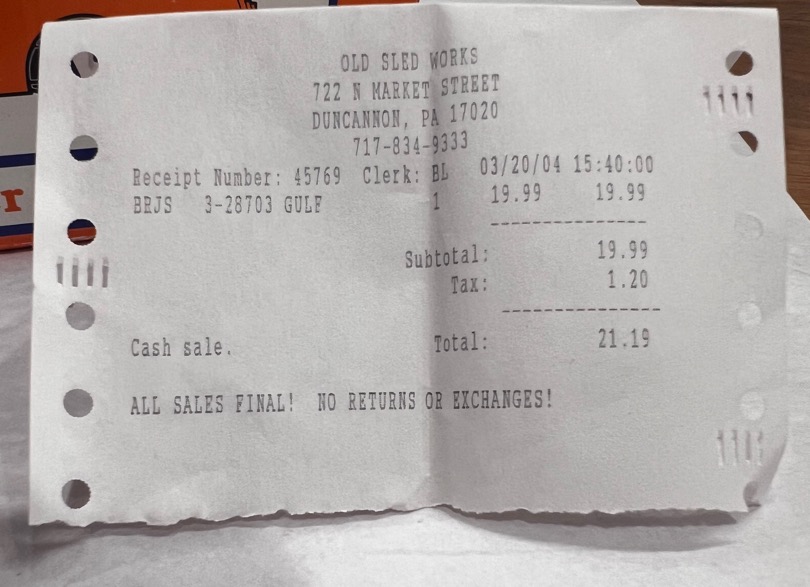 OLD SLED WORKS
722 N MARKET STREET
DUNCANNON, PA 17020
717-834-9333
Receipt Number: 45769 Clerk: BL 03/20/04 15:40:00
BRJS 3-28703 GULF 1 19.99 19.99
---------------
Subtotal: 19.99
Tax: 1.20
---------------
Cash sale. Total: 21.19
ALL SALES FINAL! NO RETURNS OR EXCHANGES!
r